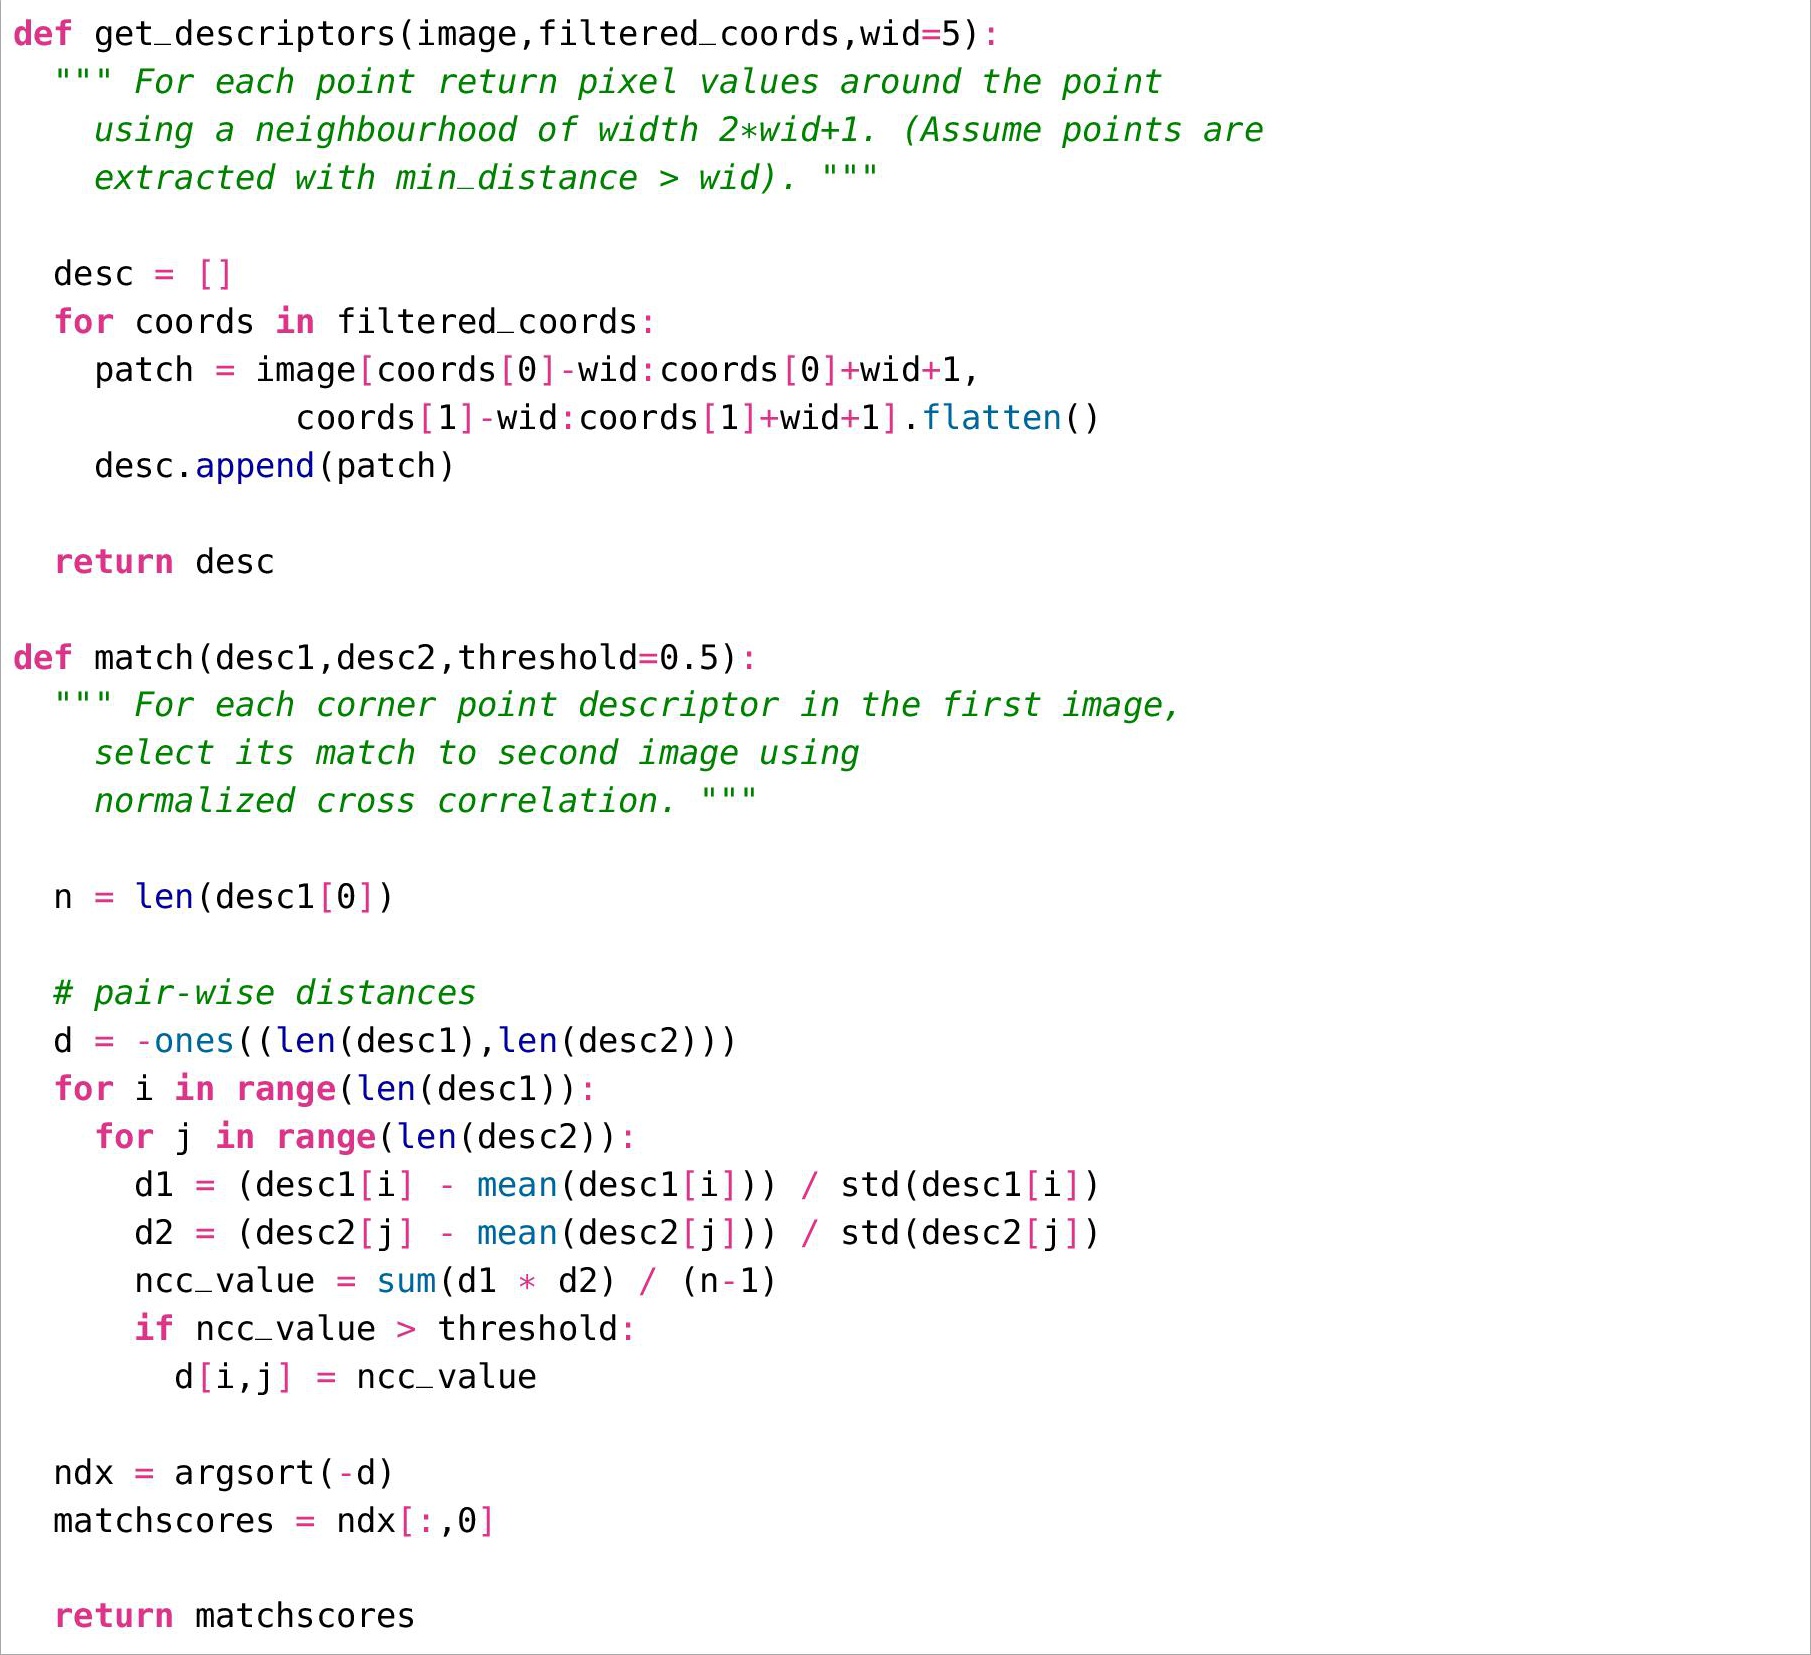 def get_descriptors(image,filtered_coords,wid=5):
  """ For each point return pixel values around the point
    using a neighbourhood of width 2*wid+1. (Assume points are
    extracted with min_distance > wid). """

  desc = []
  for coords in filtered_coords:
    patch = image[coords[0]-wid:coords[0]+wid+1,
              coords[1]-wid:coords[1]+wid+1].flatten()
    desc.append(patch)

  return desc

def match(desc1,desc2,threshold=0.5):
  """ For each corner point descriptor in the first image,
    select its match to second image using
    normalized cross correlation. """

  n = len(desc1[0])

  # pair-wise distances
  d = -ones((len(desc1),len(desc2)))
  for i in range(len(desc1)):
    for j in range(len(desc2)):
      d1 = (desc1[i] - mean(desc1[i])) / std(desc1[i])
      d2 = (desc2[j] - mean(desc2[j])) / std(desc2[j])
      ncc_value = sum(d1 * d2) / (n-1)
      if ncc_value > threshold:
        d[i,j] = ncc_value

  ndx = argsort(-d)
  matchscores = ndx[:,0]

  return matchscores